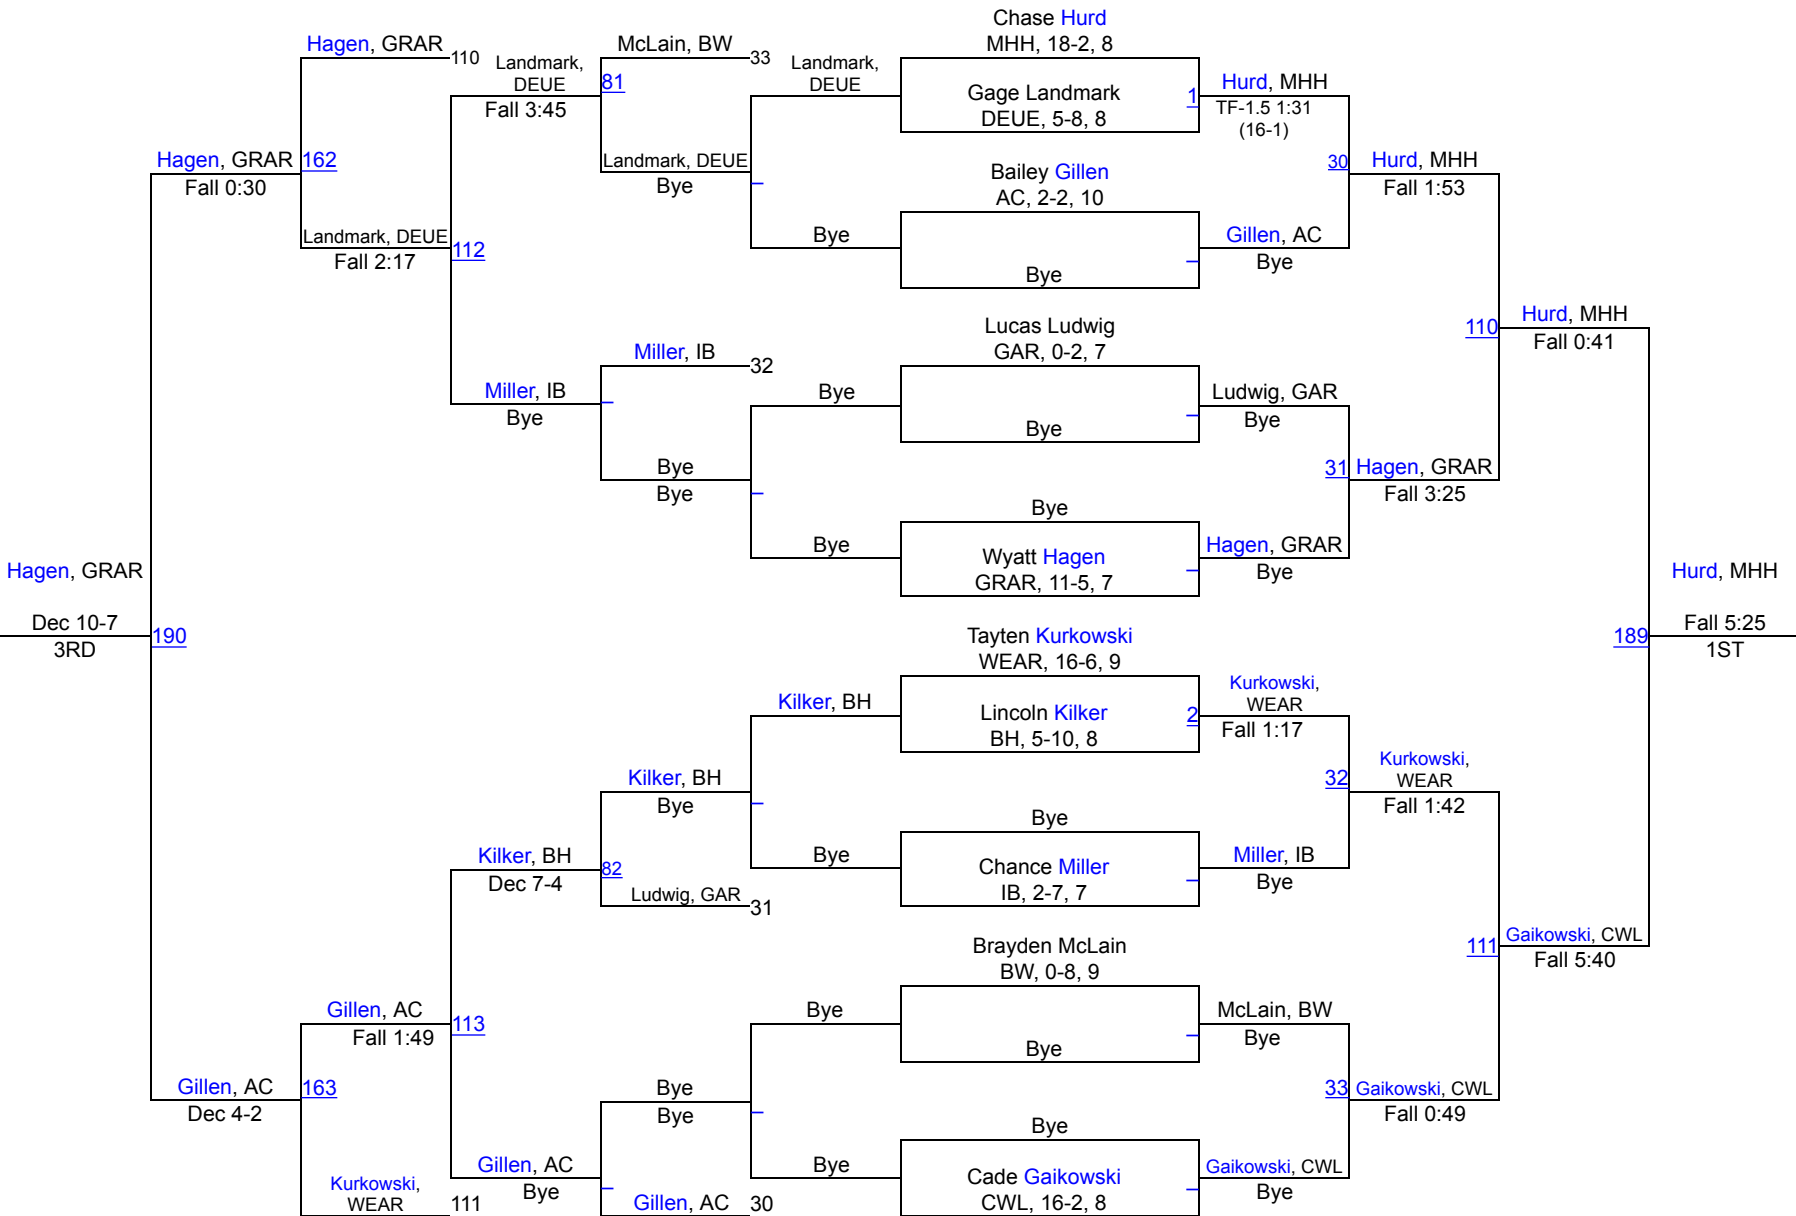 Hagen, GRAR
Dec 10-7
3RD
190
Hagen, GRAR
Fall 0:30
162
Gillen, AC
Dec 4-2
163
Hagen, GRAR
110
Landmark, DEUE
Fall 2:17
112
Gillen, AC
Fall 1:49
113
Kurkowski,
WEAR
111
Landmark,
DEUE
Fall 3:45
81
Miller, IB
Bye
Kilker, BH
Dec 7-4
82
Gillen, AC
Bye
McLain, BW
33
Landmark, DEUE
Bye
Miller, IB
32
Bye
Bye
Kilker, BH
Bye
Ludwig, GAR
31
Bye
Bye
Gillen, AC
30
Landmark,
DEUE
Bye
Bye
Bye
Kilker, BH
Bye
Bye
Bye
Chase Hurd
MHH, 18-2, 8
Gage Landmark
DEUE, 5-8, 8
1
Bailey Gillen
AC, 2-2, 10
Bye
Lucas Ludwig
GAR, 0-2, 7
Bye
Bye
Wyatt Hagen
GRAR, 11-5, 7
Tayten Kurkowski
WEAR, 16-6, 9
Lincoln Kilker
BH, 5-10, 8
2
Bye
Chance Miller
IB, 2-7, 7
Brayden McLain
BW, 0-8, 9
Bye
Bye
Cade Gaikowski
CWL, 16-2, 8
Hurd, MHH
TF-1.5 1:31
(16-1)
30
Gillen, AC
Bye
Ludwig, GAR
Bye
31
Hagen, GRAR
Bye
Kurkowski,
WEAR
Fall 1:17
32
Miller, IB
Bye
McLain, BW
Bye
33
Gaikowski, CWL
Bye
Hurd, MHH
Fall 1:53
110
Hagen, GRAR
Fall 3:25
Kurkowski,
WEAR
Fall 1:42
111
Gaikowski, CWL
Fall 0:49
Hurd, MHH
Fall 0:41
189
Gaikowski, CWL
Fall 5:40
Hurd, MHH
Fall 5:25
1ST